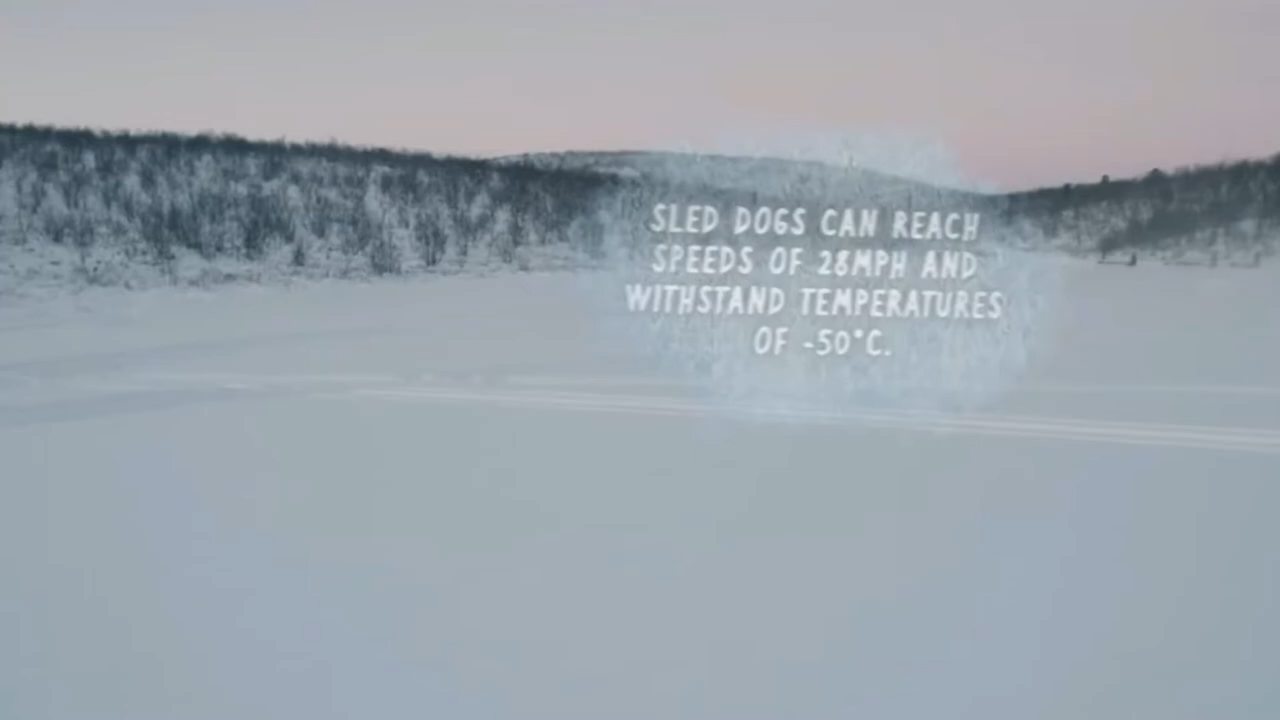 SLED DOGS CAN REACH
SPEEDS OF 28MPH AND
WITHSTAND TEMPERATURES
OF -50°C.